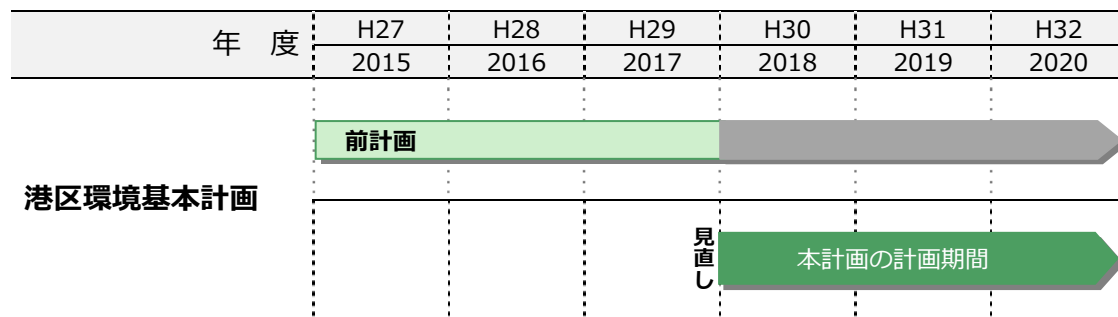 年 度
H27 H28 H29 H30 H31 H32
2015 2016 2017 2018 2019 2020
前計画
港区環境基本計画
見直し
本計画の計画期間